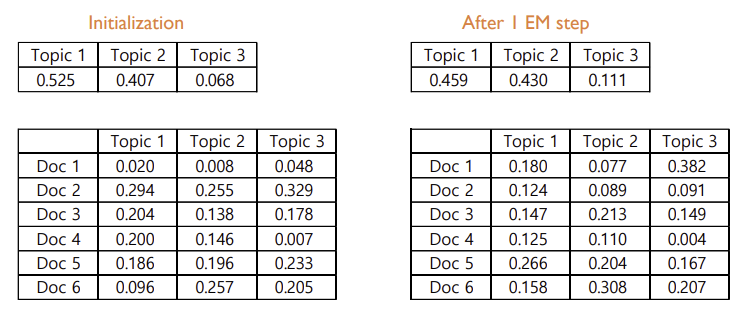 Initialization
Topic 1 Topic 2 Topic 3
0.525 0.407 0.068
Topic 1 Topic 2 Topic 3
Doc 1 0.020 0.008 0.048
Doc 2 0.294 0.255 0.329
Doc 3 0.204 0.138 0.178
Doc 4 0.200 0.146 0.007
Doc 5 0.186 0.196 0.233
Doc 6 0.096 0.257 0.205
After 1 EM step
Topic 1 Topic 2 Topic 3
0.459 0.430 0.111
Topic 1 Topic 2 Topic 3
Doc 1 0.180 0.077 0.382
Doc 2 0.124 0.089 0.091
Doc 3 0.147 0.213 0.149
Doc 4 0.125 0.110 0.004
Doc 5 0.266 0.204 0.167
Doc 6 0.158 0.308 0.207